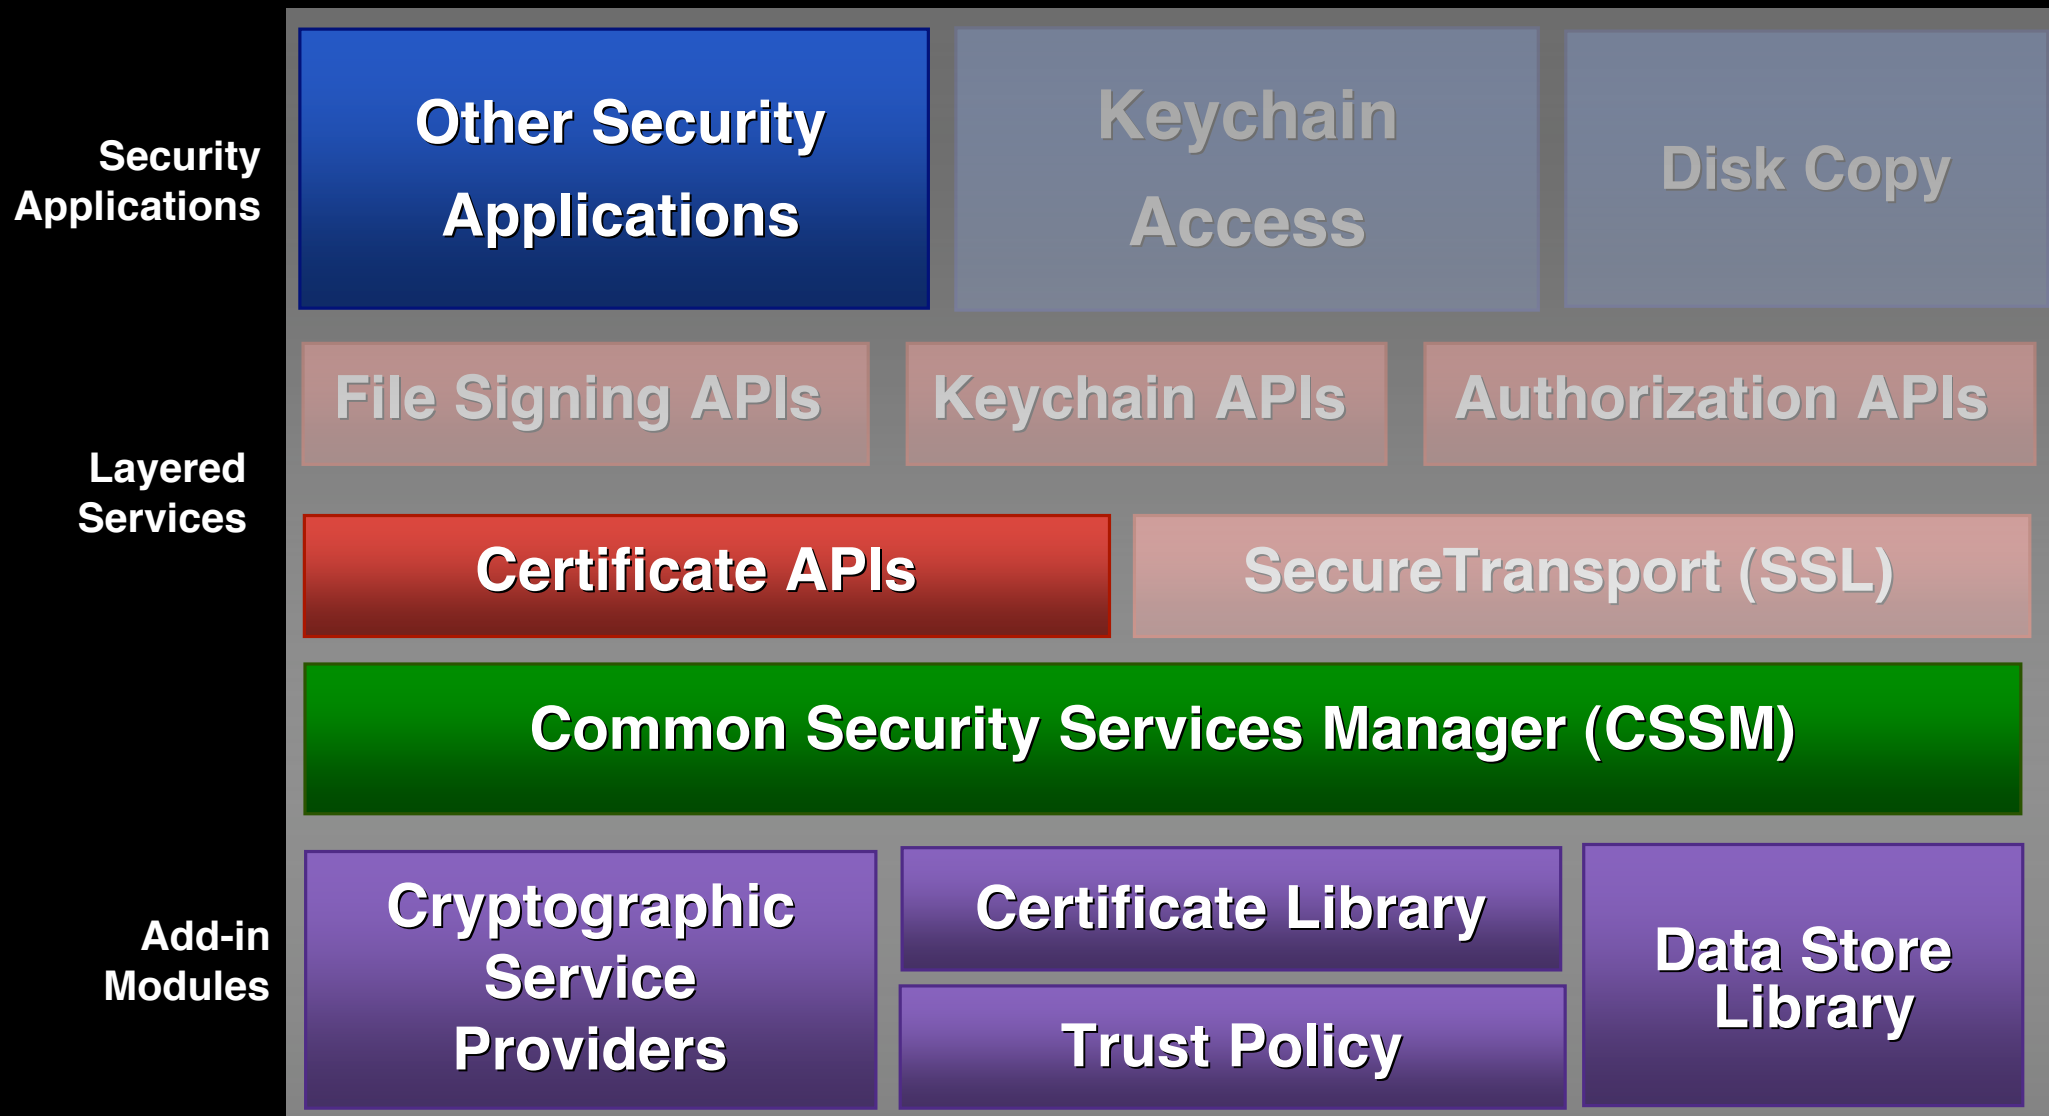 Security
Applications
Other Security
Applications
Keychain
Access
Disk Copy
Layered
Services
File Signing APIs
Keychain APIs
Authorization APIs
Certificate APIs
SecureTransport (SSL)
Common Security Services Manager (CSSM)
Add-in
Modules
Cryptographic
Service
Providers
Certificate Library
Trust Policy
Data Store
Library